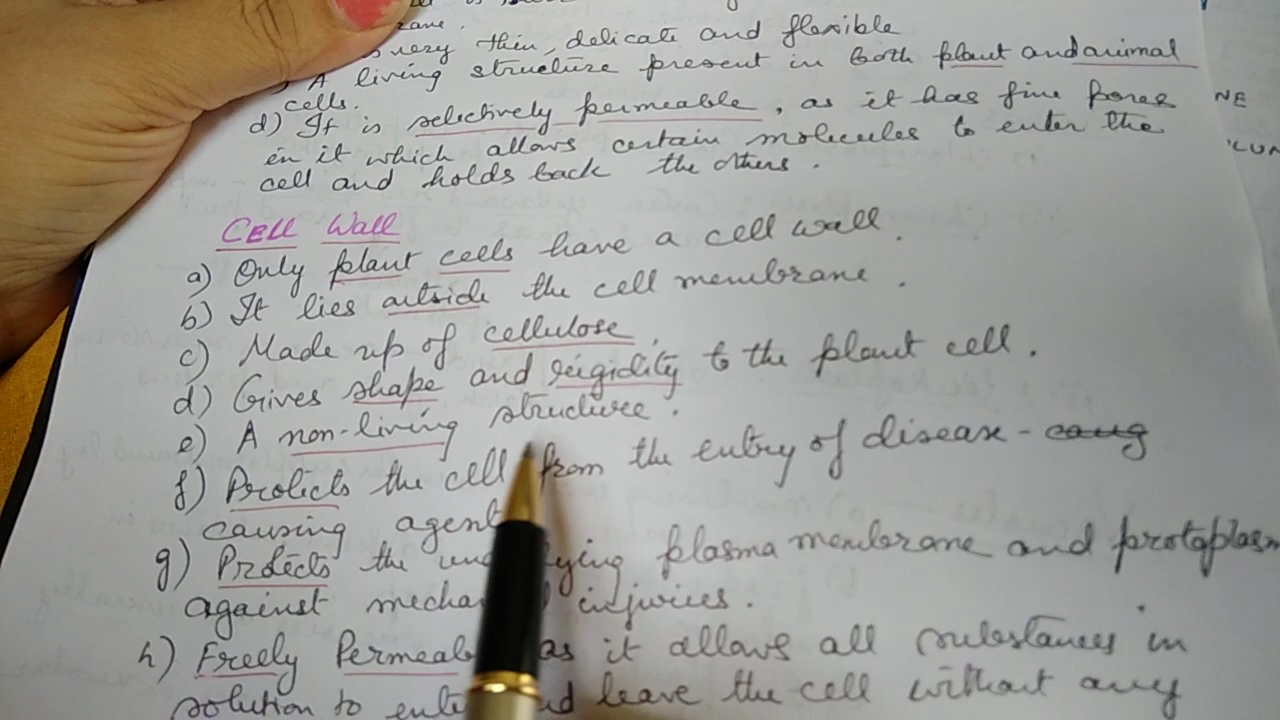 rane.
very thin, delicate and flexible
A living structure present in both plant and animal
cells.
d) It is selectively permeable, as it has fine pores
in it which allows certain molecules to enter the
cell and holds back the others.
NE
Cell Wall
a) Only plant cells have a cell wall.
b) It lies outside the cell membrane.
c) Made up of cellulose.
d) Gives shape and rigidity to the plant cell.
e) A non-living structure.
f) Protects the cell from the entry of disease-
causing agent
g) Protects the plasma membrane and protoplasm
against injuries.
h) Freely as it allows all substances in
solution to leave the cell without any